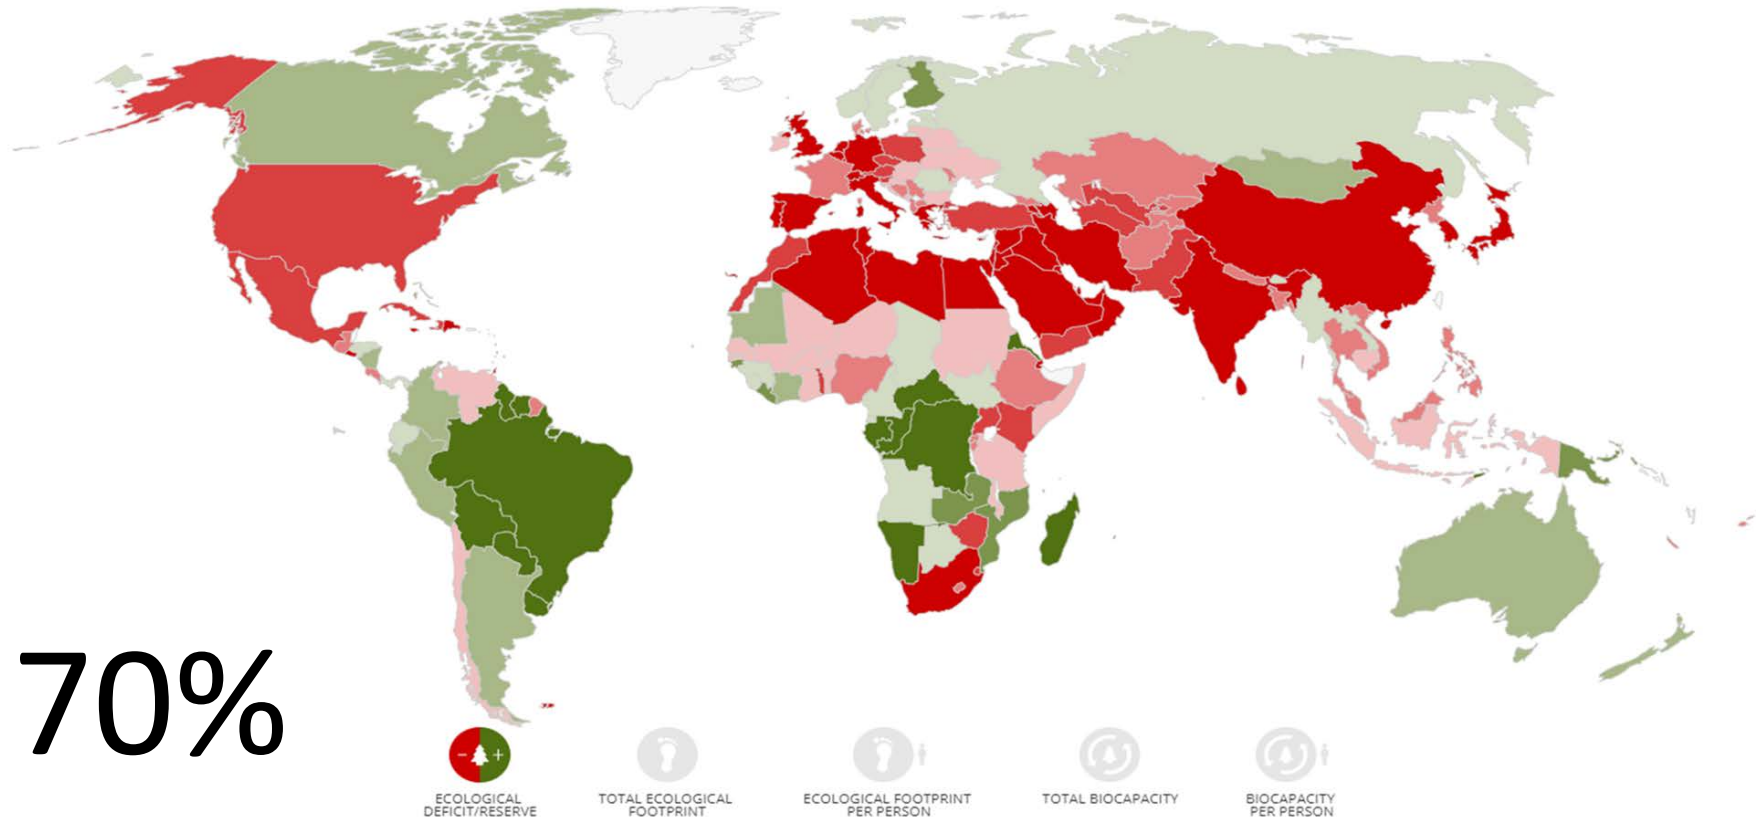 70%
- +
ECOLOGICAL
DEFICIT/RESERVE
TOTAL ECOLOGICAL
FOOTPRINT
ECOLOGICAL FOOTPRINT
PER PERSON
TOTAL BIOCAPACITY
BIOCAPACITY
PER PERSON